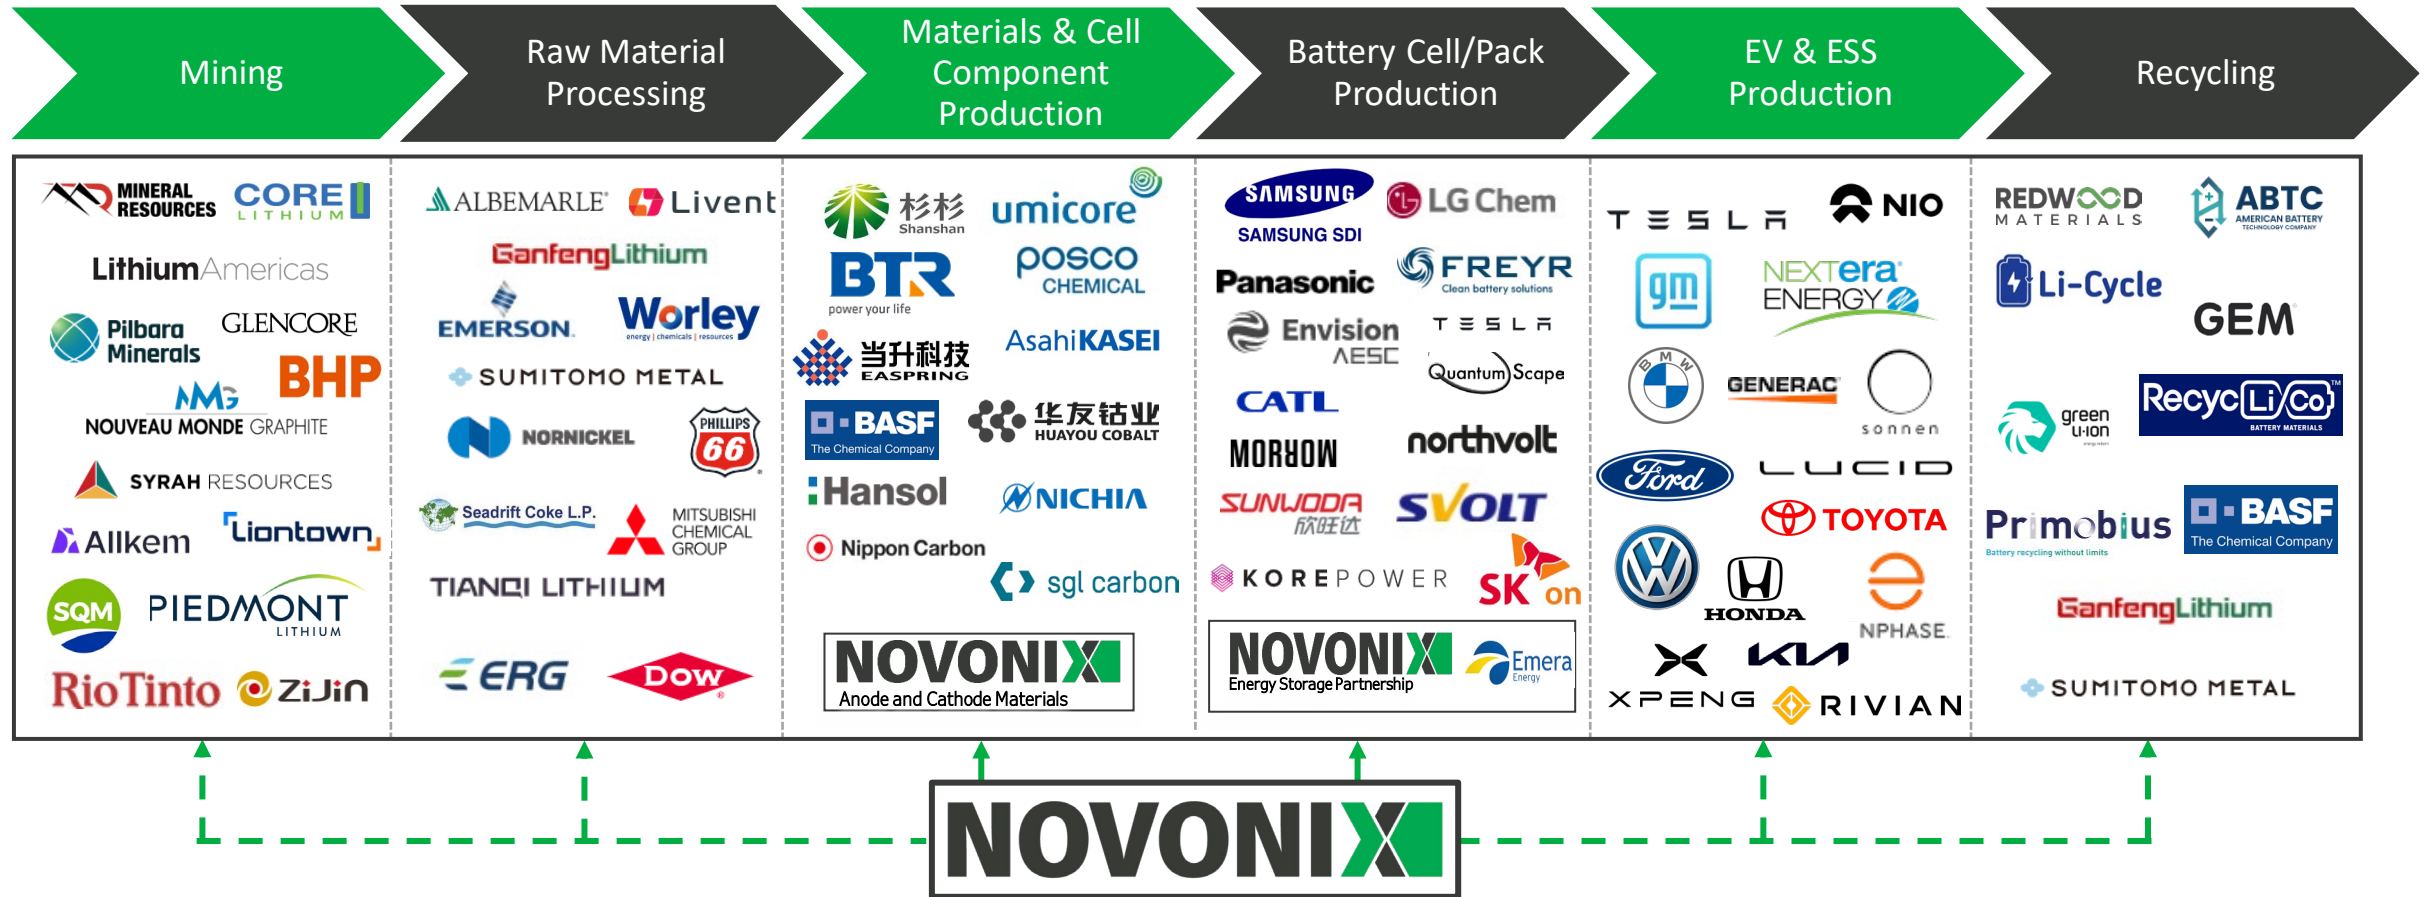 Mining
Raw Material
Processing
Materials & Cell
Component
Production
Battery Cell/Pack
Production
EV & ESS
Production
Recycling
MINERAL
RESOURCES
CORE
LITHIUM
LithiumAmericas
Pilbara
Minerals
GLENCORE
BHP
NMG
NOUVEAU MONDE GRAPHITE
SYRAH RESOURCES
Allkem
Liontown
SQM
PIEDMONT
LITHIUM
RioTinto
ZiJin
ALBEMARLE®
Livent
GanfengLithium
EMERSON
Worley
energy | chemicals | resources
SUMITOMO METAL
NORNICKEL
PHILLIPS
66
Seadrift Coke L.P.
MITSUBISHI
CHEMICAL
GROUP
TIANQI LITHIUM
ERG
DOW
®
杉杉
Shanshan
umicore
BTR
power your life
posco
CHEMICAL
当升科技
EASPRING
AsahiKASEI
BASF
The Chemical Company
华友钴业
HUAYOU COBALT
Hansol
NICHIA
Nippon Carbon
sgl carbon
NOVONIX
Anode and Cathode Materials
SAMSUNG
SAMSUNG SDI
LG
LG Chem
Panasonic
FREYR
Clean battery solutions
Envision
AESC
TESLA
QuantumScape
CATL
MORROW
northvolt
SUNWODA
欣旺达
SVOLT
KOREPOWER
SK on
NOVONIX
Energy Storage Partnership
Emera
Energy
TESLA
NIO
gm
NEXTera
ENERGY
BMW
GENERAC
sonnen
Ford
LUCID
TOYOTA
VW
HONDA
NPHASE
KIA
XPENG
RIVIAN
REDWOOD
MATERIALS
ABTC
AMERICAN BATTERY
TECHNOLOGY COMPANY
Li-Cycle
GEM
green
Li-ion
RecycLiCo™
BATTERY MATERIALS
Primobius
Battery recycling without limits
BASF
The Chemical Company
GanfengLithium
SUMITOMO METAL
NOVONIX